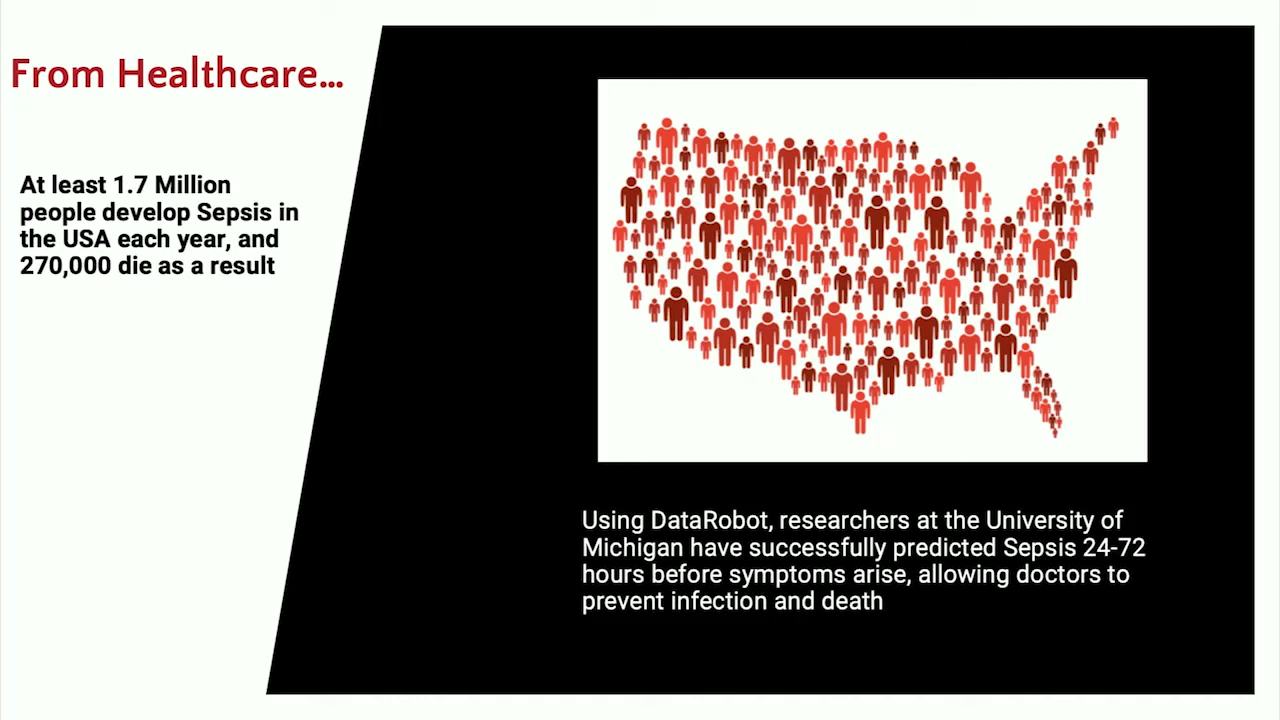 From Healthcare...
At least 1.7 Million
people develop Sepsis in
the USA each year, and
270,000 die as a result
Using DataRobot, researchers at the University of
Michigan have successfully predicted Sepsis 24-72
hours before symptoms arise, allowing doctors to
prevent infection and death